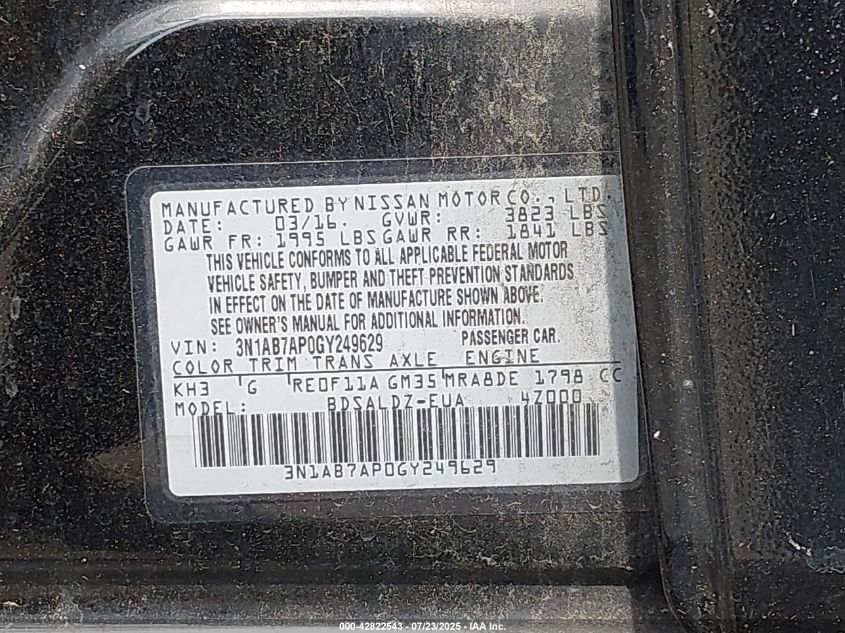 MANUFACTURED BY NISSAN MOTOR CO., LTD.
DATE: 03/16. GVWR: 3823 LBS
GAWR FR: 1995 LBS GAWR RR: 1841 LBS
THIS VEHICLE CONFORMS TO ALL APPLICABLE FEDERAL MOTOR
VEHICLE SAFETY, BUMPER AND THEFT PREVENTION STANDARDS
IN EFFECT ON THE DATE OF MANUFACTURE SHOWN ABOVE.
SEE OWNER'S MANUAL FOR ADDITIONAL INFORMATION.
VIN: 3N1AB7AP0GY249629 PASSENGER CAR.
COLOR TRIM TRANS AXLE ENGINE
KH3 G RE0F11A GM35 MRA8DE 1798 CC
MODEL: BDSALDZ-EUA 4Z000
3N1AB7AP0GY249629
000-42822543 - 07/23/2025 - IAA Inc.